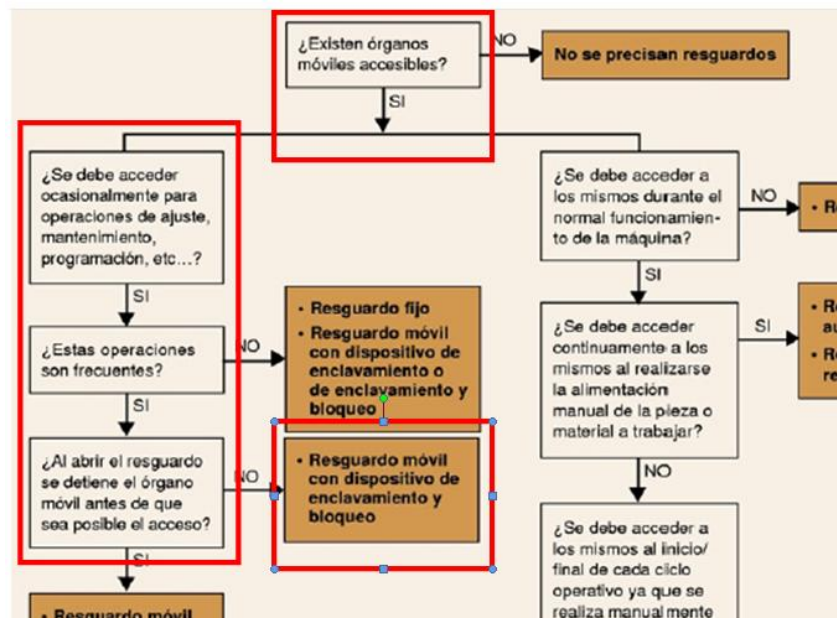 ¿Existen órganos
móviles accesibles?
NO
No se precisan resguardos
SI
¿Se debe acceder
ocasionalmente para
operaciones de ajuste,
mantenimiento,
programación, etc...?
SI
¿Estas operaciones
son frecuentes?
NO
• Resguardo fijo
• Resguardo móvil
con dispositivo de
enclavamiento o
de enclavamiento y
bloqueo
SI
¿Al abrir el resguardo
se detiene el órgano
móvil antes de que
sea posible el acceso?
NO
• Resguardo móvil
con dispositivo de
enclavamiento y
bloqueo
SI
• Resguardo móvil
¿Se debe acceder a
los mismos durante el
normal funcionamien-
to de la máquina?
NO
SI
¿Se debe acceder
continuamente a los
mismos al realizarse
la alimentación
manual de la pieza o
material a trabajar?
SI
NO
¿Se debe acceder a
los mismos al inicio/
final de cada ciclo
operativo ya que se
realiza manualmente